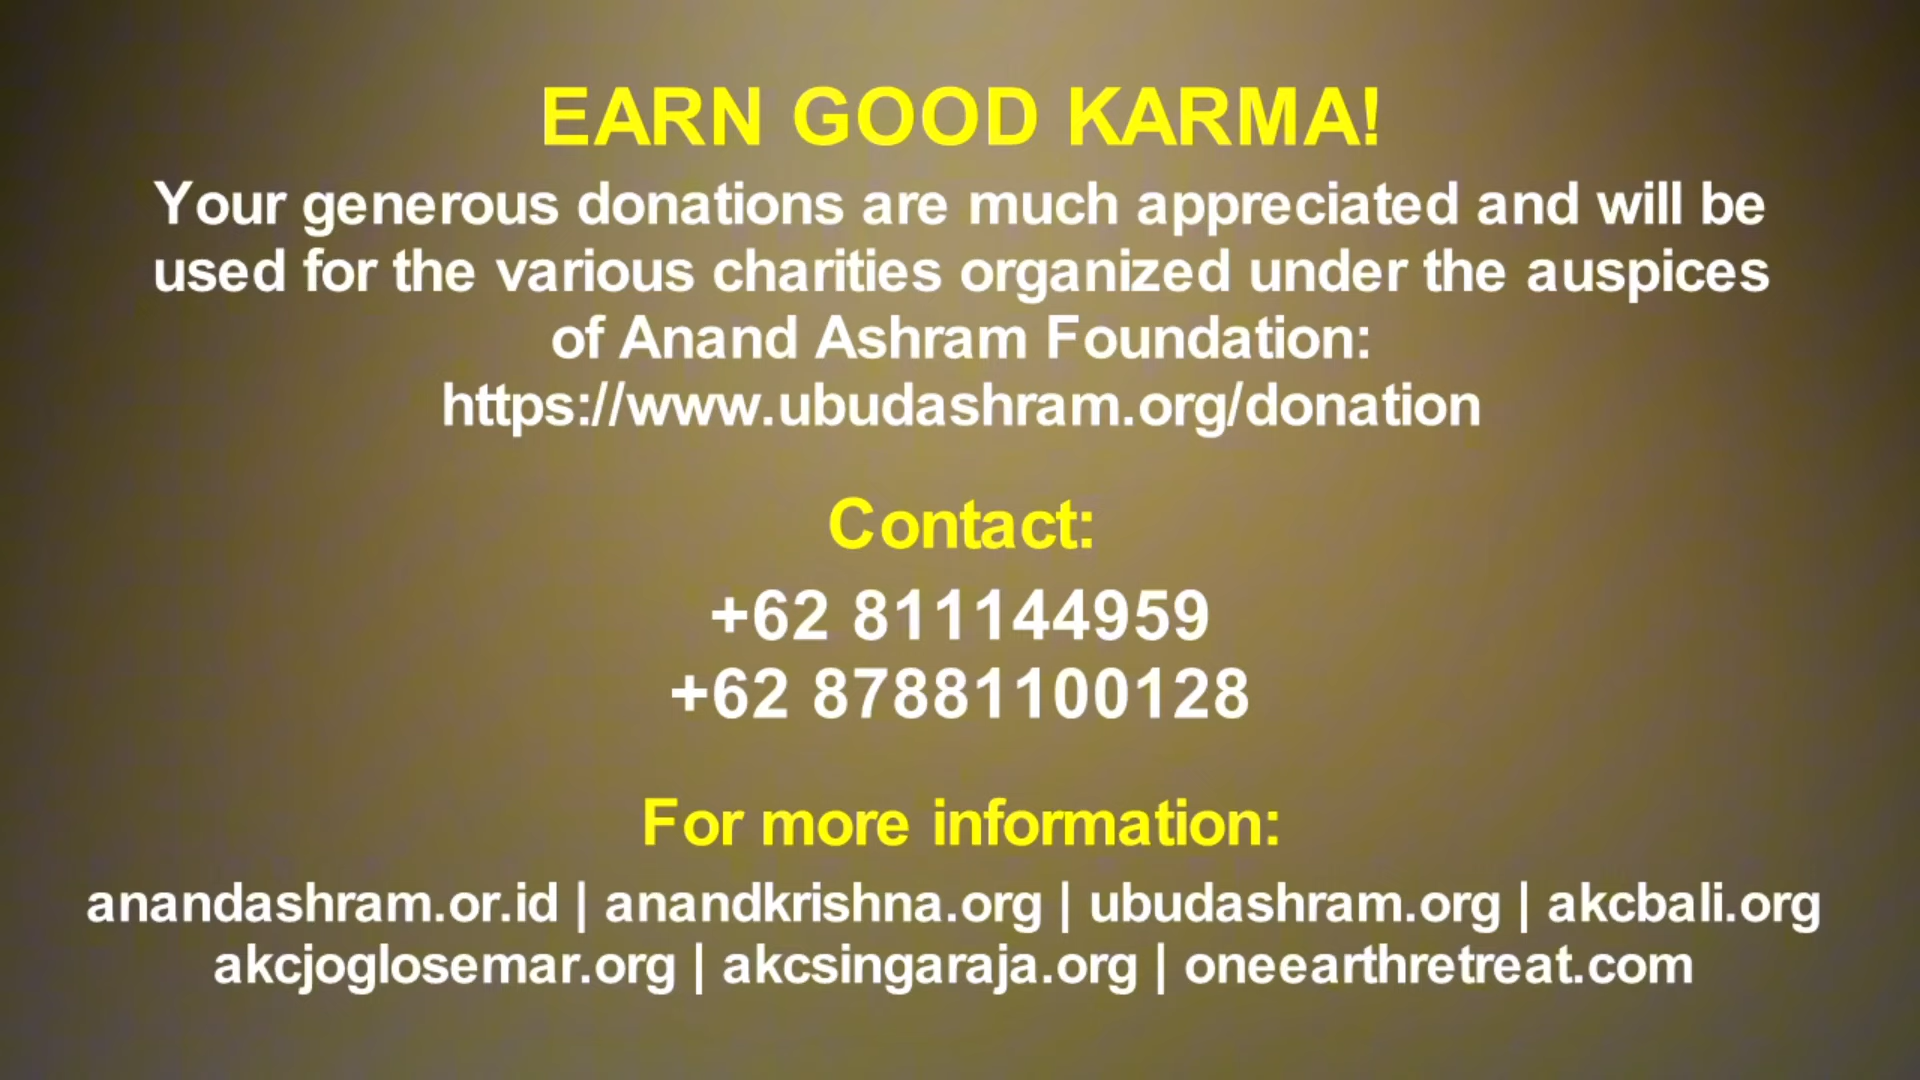 EARN GOOD KARMA!
Your generous donations are much appreciated and will be
used for the various charities organized under the auspices
of Anand Ashram Foundation:
https://www.ubudashram.org/donation
Contact:
+62 811144959
+62 87881100128
For more information:
anandashram.or.id | anandkrishna.org | ubudashram.org | akcbali.org
akcjoglosemar.org | akcsingaraja.org | oneearthretreat.com